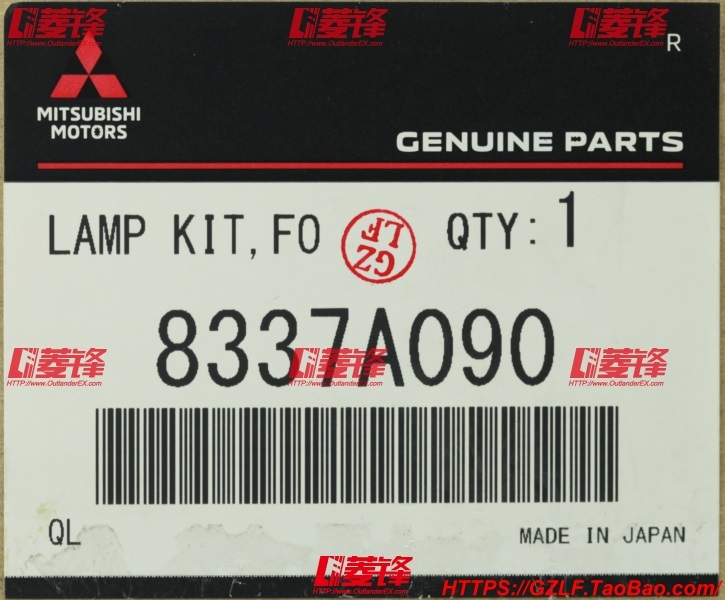 菱锋 菱锋 菱锋
HTTP://www.OutlanderEX.com HTTP://www.OutlanderEX.com HTTP://www.OutlanderEX.com
R
MITSUBISHI
MOTORS
GENUINE PARTS
LAMP KIT, FO
GZ
LF
QTY: 1
8337A090
菱锋 菱锋 菱锋
HTTP://www.OutlanderEX.com HTTP://www.OutlanderEX.com HTTP://www.OutlanderEX.com
QL
MADE IN JAPAN
菱锋
HTTP://www.OutlanderEX.com
HTTPS://GZLF.TaoBao.com/